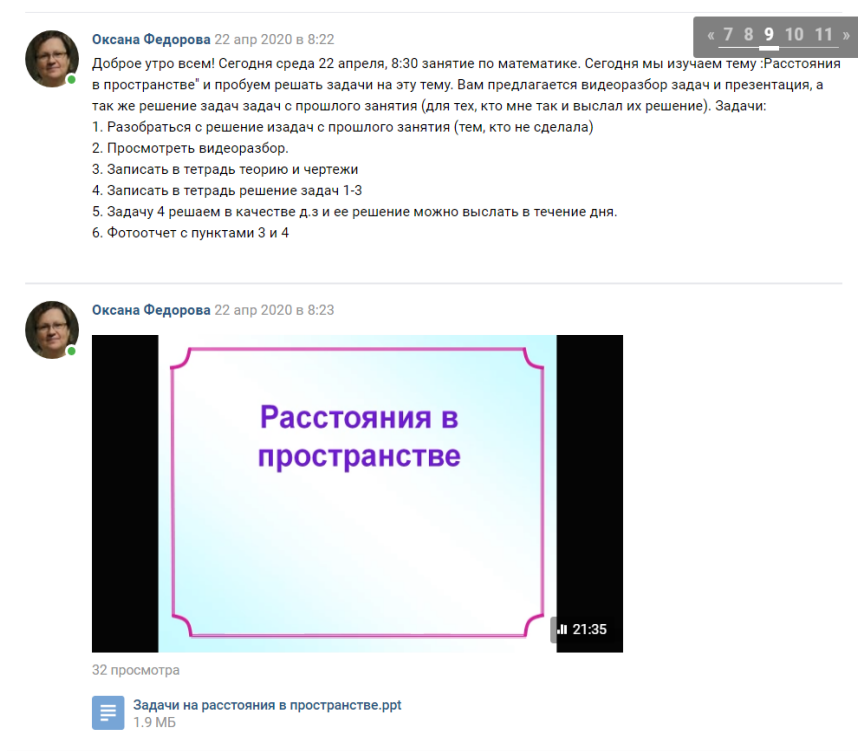 « 7 8 9 10 11 »
Оксана Федорова 22 апр 2020 в 8:22
Доброе утро всем! Сегодня среда 22 апреля, 8:30 занятие по математике. Сегодня мы изучаем тему :Расстояния
в пространстве" и пробуем решать задачи на эту тему. Вам предлагается видеоразбор задач и презентация, а
так же решение задач задач с прошлого занятия (для тех, кто мне так и выслал их решение). Задачи:
1. Разобраться с решение изадач с прошлого занятия (тем, кто не сделала)
2. Просмотреть видеоразбор.
3. Записать в тетрадь теорию и чертежи
4. Записать в тетрадь решение задач 1-3
5. Задачу 4 решаем в качестве д.з и ее решение можно выслать в течение дня.
6. Фотоотчет с пунктами 3 и 4
Оксана Федорова 22 апр 2020 в 8:23
Расстояния в
пространстве
21:35
32 просмотра
Задачи на расстояния в пространстве.ppt
1.9 МБ